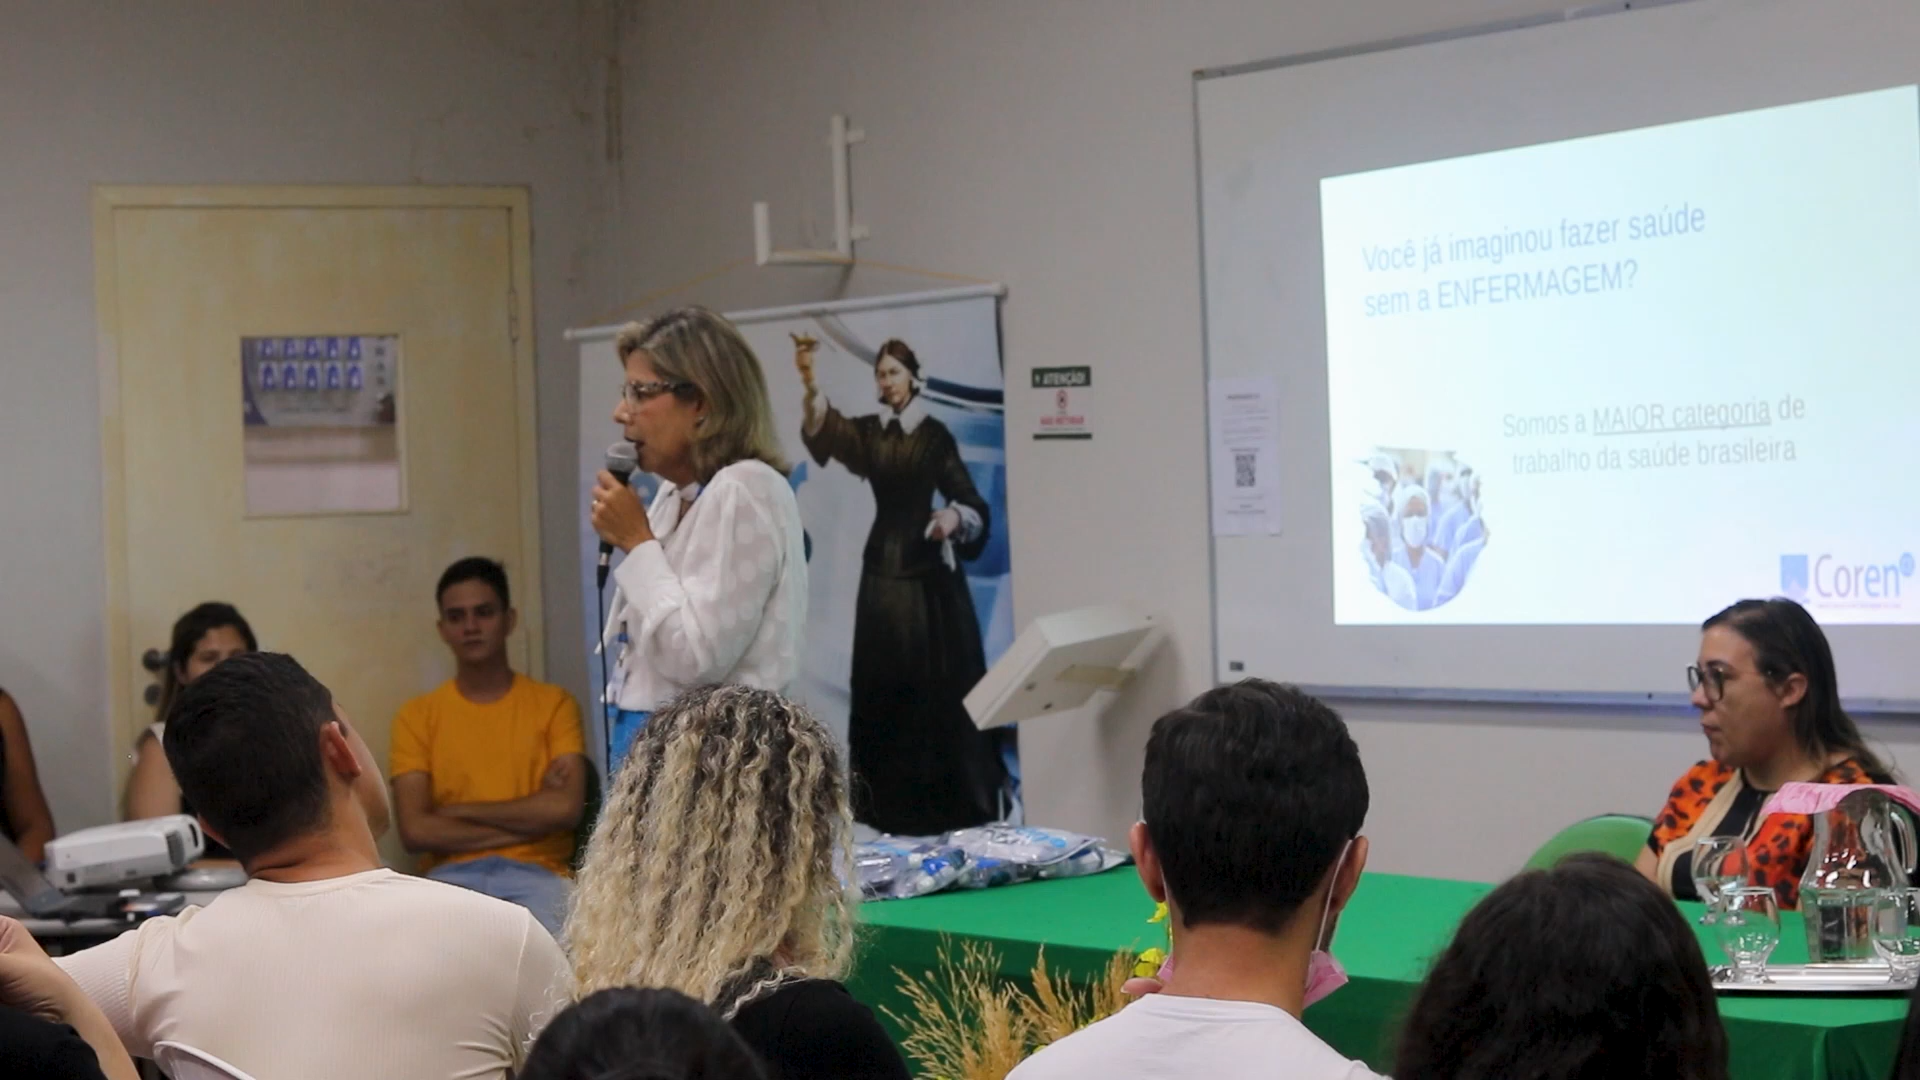 Você já imaginou fazer saúde
sem a ENFERMAGEM?
Somos a MAIOR categoria de
trabalho da saúde brasileira
Coren
ATENÇÃO!